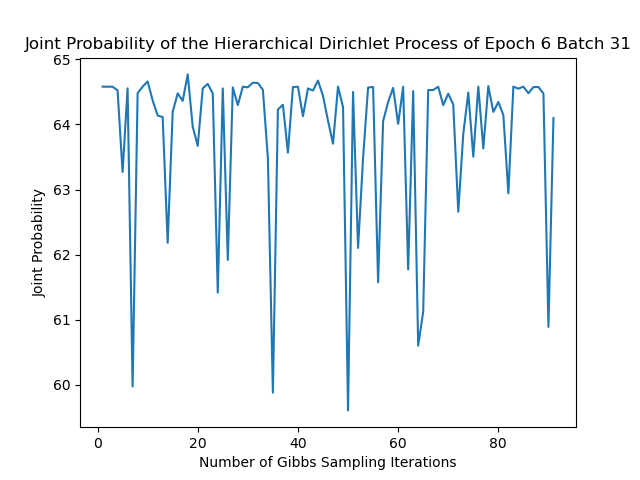 Joint Probability of the Hierarchical Dirichlet Process of Epoch 6 Batch 31
65
64
63
62
61
60
Joint Probability
0 20 40 60 80
Number of Gibbs Sampling Iterations